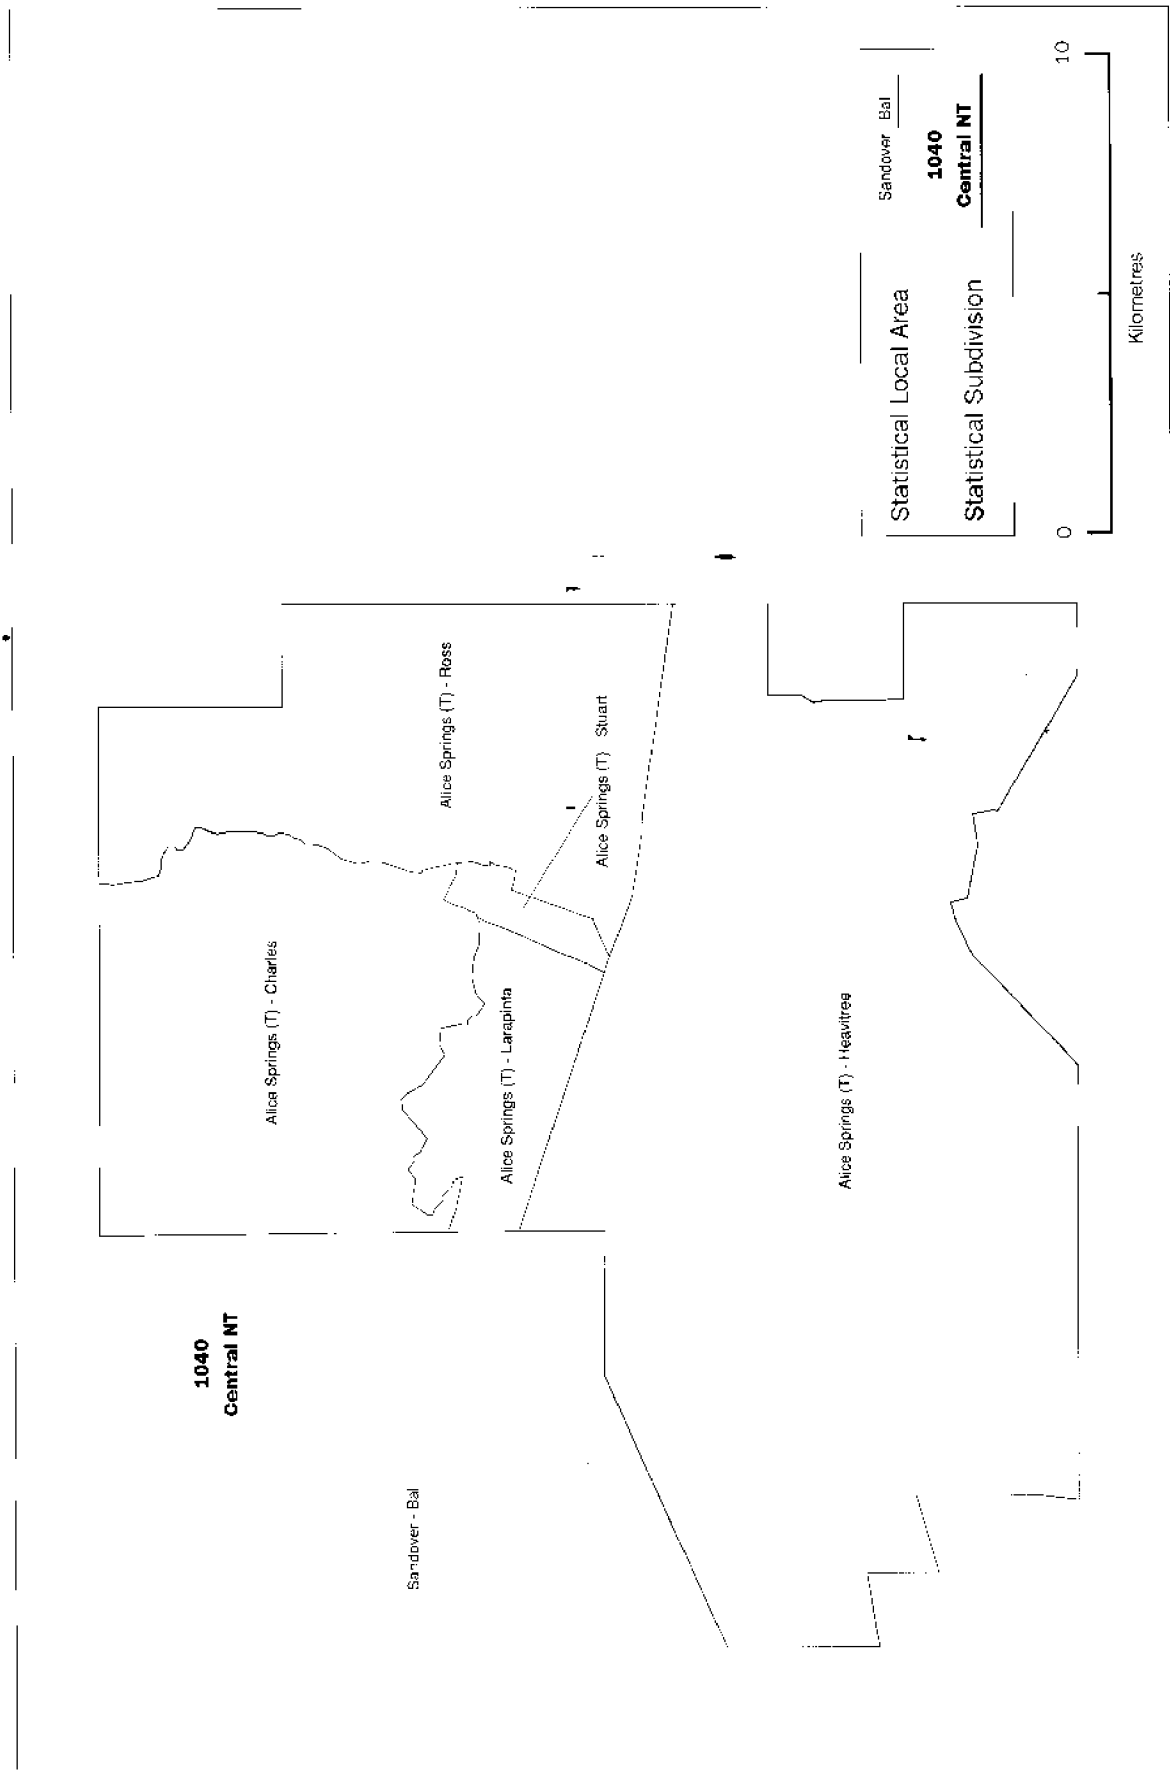 1040
Central NT
Sandover - Bal
Alice Springs (T) - Charles
Alice Springs (T) - Larapinta
Alice Springs (T) - Ross
Alice Springs (T) Stuart
Alice Springs (T) - Heavitree
Statistical Local Area
Sandover Bal
Statistical Subdivision
1040
Central NT
0
10
Kilometres